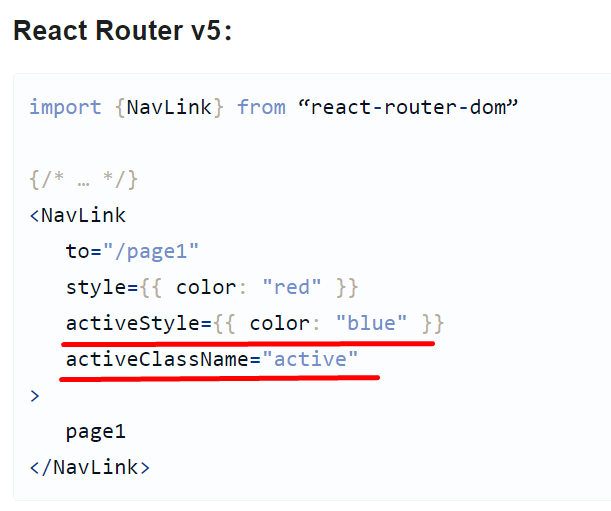 React Router v5:
import {NavLink} from “react-router-dom”
{/* … */}
<NavLink
to="/page1"
style={{ color: "red" }}
activeStyle={{ color: "blue" }}
activeClassName="active"
>
page1
</NavLink>